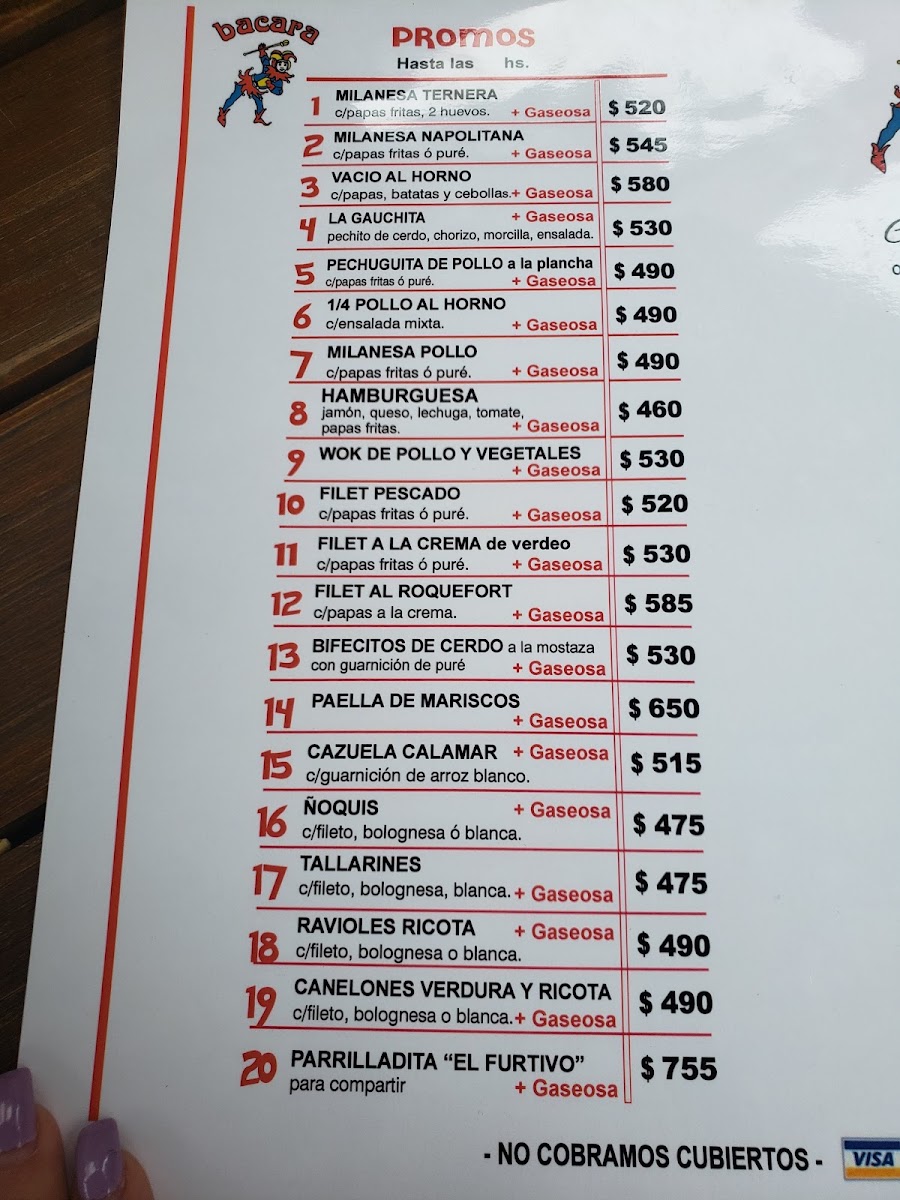 bacara
PROMOS
Hasta las hs.
1 MILANESA TERNERA
c/papas fritas, 2 huevos. + Gaseosa $ 520
2 MILANESA NAPOLITANA
c/papas fritas ó puré. + Gaseosa $ 545
3 VACIO AL HORNO
c/papas, batatas y cebollas.+ Gaseosa $ 580
4 LA GAUCHITA + Gaseosa
pechito de cerdo, chorizo, morcilla, ensalada. $ 530
5 PECHUGUITA DE POLLO a la plancha
c/papas fritas ó puré. + Gaseosa $ 490
6 1/4 POLLO AL HORNO
c/ensalada mixta. + Gaseosa $ 490
7 MILANESA POLLO
c/papas fritas ó puré. + Gaseosa $ 490
8 HAMBURGUESA
jamón, queso, lechuga, tomate,
papas fritas. + Gaseosa $ 460
9 WOK DE POLLO Y VEGETALES
+ Gaseosa $ 530
10 FILET PESCADO
c/papas fritas ó puré. + Gaseosa $ 520
11 FILET A LA CREMA de verdeo
c/papas fritas ó puré. + Gaseosa $ 530
12 FILET AL ROQUEFORT
c/papas a la crema. + Gaseosa $ 585
13 BIFECITOS DE CERDO a la mostaza
con guarnición de puré + Gaseosa $ 530
14 PAELLA DE MARISCOS
+ Gaseosa $ 650
15 CAZUELA CALAMAR + Gaseosa
c/guarnición de arroz blanco. $ 515
16 ÑOQUIS + Gaseosa
c/fileto, bolognesa ó blanca. $ 475
17 TALLARINES
c/fileto, bolognesa, blanca. + Gaseosa $ 475
18 RAVIOLES RICOTA + Gaseosa
c/fileto, bolognesa o blanca. $ 490
19 CANELONES VERDURA Y RICOTA
c/fileto, bolognesa o blanca.+ Gaseosa $ 490
20 PARRILLADITA “EL FURTIVO”
para compartir + Gaseosa $ 755
- NO COBRAMOS CUBIERTOS -
VISA